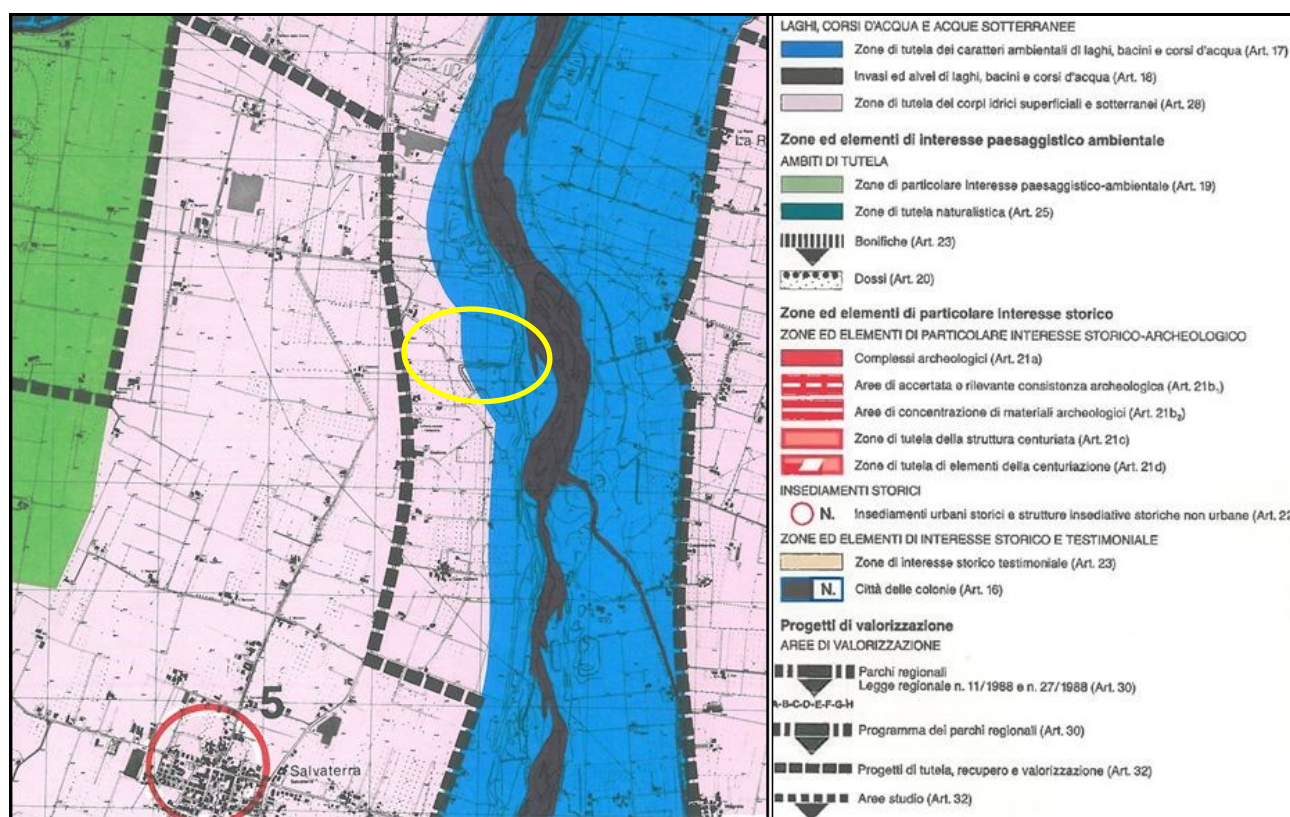 La R
5
Salvaterra
LAGHI, CORSI D'ACQUA E ACQUE SOTTERRANEE
Zone di tutela dei caratteri ambientali di laghi, bacini e corsi d'acqua (Art. 17)
Invasi ed alvei di laghi, bacini e corsi d'acqua (Art. 18)
Zone di tutela dei corpi idrici superficiali e sotterranei (Art. 28)
Zone ed elementi di interesse paesaggistico ambientale
AMBITI DI TUTELA
Zone di particolare interesse paesaggistico-ambientale (Art. 19)
Zone di tutela naturalistica (Art. 25)
Bonifiche (Art. 23)
Dossi (Art. 20)
Zone ed elementi di particolare interesse storico
ZONE ED ELEMENTI DI PARTICOLARE INTERESSE STORICO-ARCHEOLOGICO
Complessi archeologici (Art. 21a)
Aree di accertata e rilevante consistenza archeologica (Art. 21b₁)
Aree di concentrazione di materiali archeologici (Art. 21b₂)
Zone di tutela della struttura centuriata (Art. 21c)
Zone di tutela di elementi della centuriazione (Art. 21d)
INSEDIAMENTI STORICI
N. Insediamenti urbani storici e strutture insediative storiche non urbane (Art. 22
ZONE ED ELEMENTI DI INTERESSE STORICO E TESTIMONIALE
Zone di interesse storico testimoniale (Art. 23)
N. Città delle colonie (Art. 16)
Progetti di valorizzazione
AREE DI VALORIZZAZIONE
Parchi regionali
Legge regionale n. 11/1988 e n. 27/1988 (Art. 30)
A-B-C-D-E-F-G-H
Programma dei parchi regionali (Art. 30)
Progetti di tutela, recupero e valorizzazione (Art. 32)
Aree studio (Art. 32)